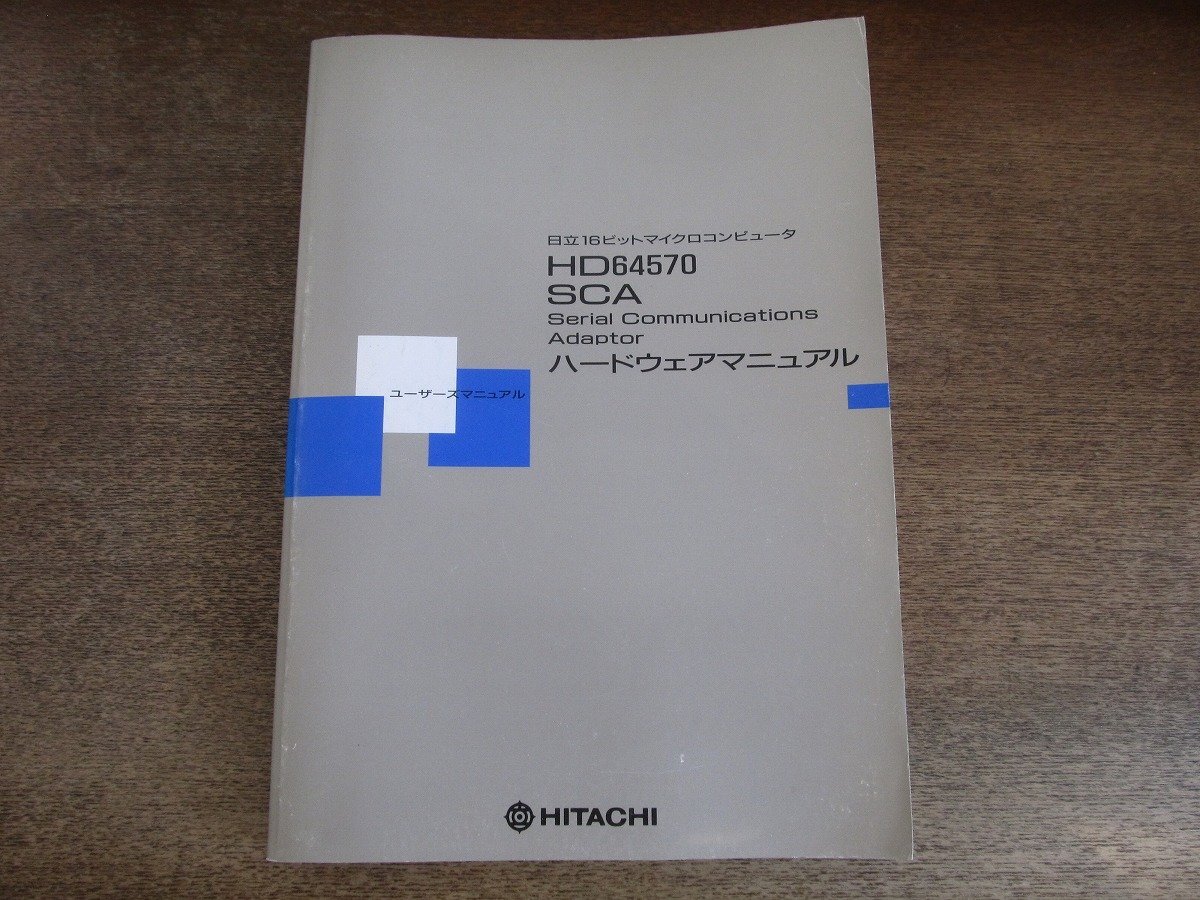 日立16ビットマイクロコンピュータ
HD64570
SCA
Serial Communications
Adaptor
ハードウェアマニュアル
ユーザーズマニュアル
HITACHI